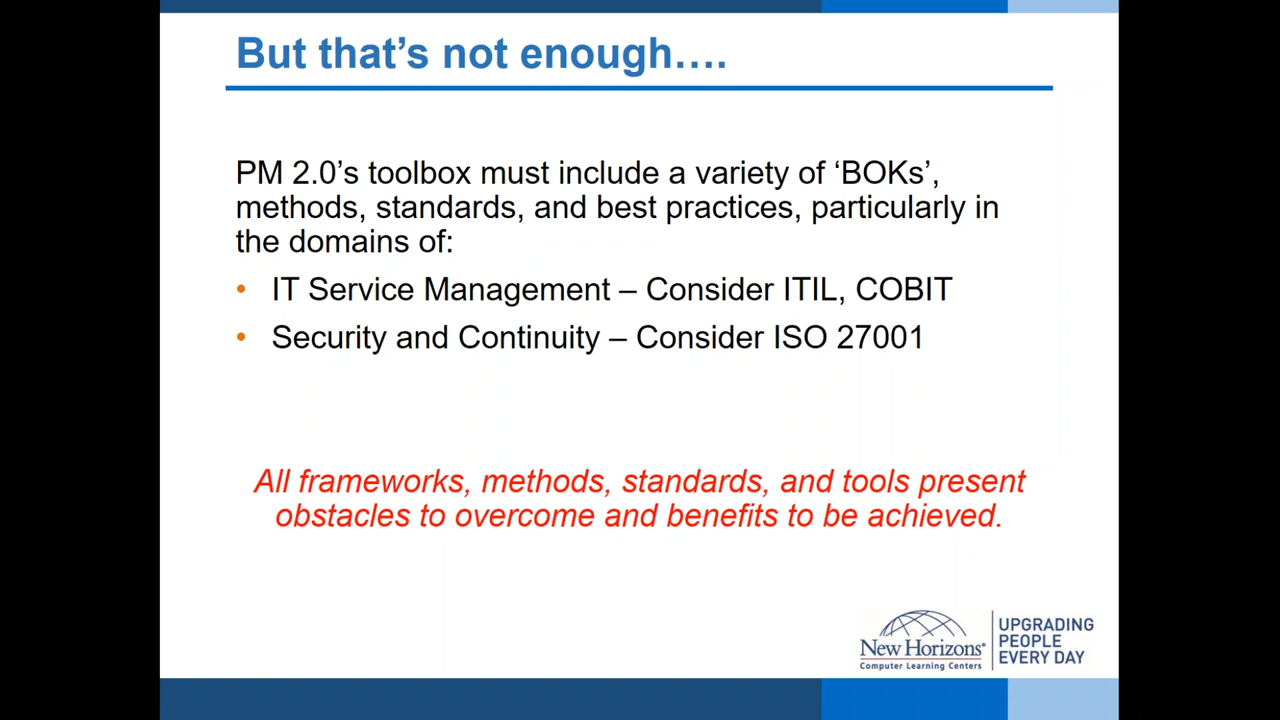 But that’s not enough….
PM 2.0’s toolbox must include a variety of ‘BOKs’,
methods, standards, and best practices, particularly in
the domains of:
• IT Service Management – Consider ITIL, COBIT
• Security and Continuity – Consider ISO 27001
All frameworks, methods, standards, and tools present
obstacles to overcome and benefits to be achieved.
New Horizons®
Computer Learning Centers
UPGRADING
PEOPLE
EVERY DAY